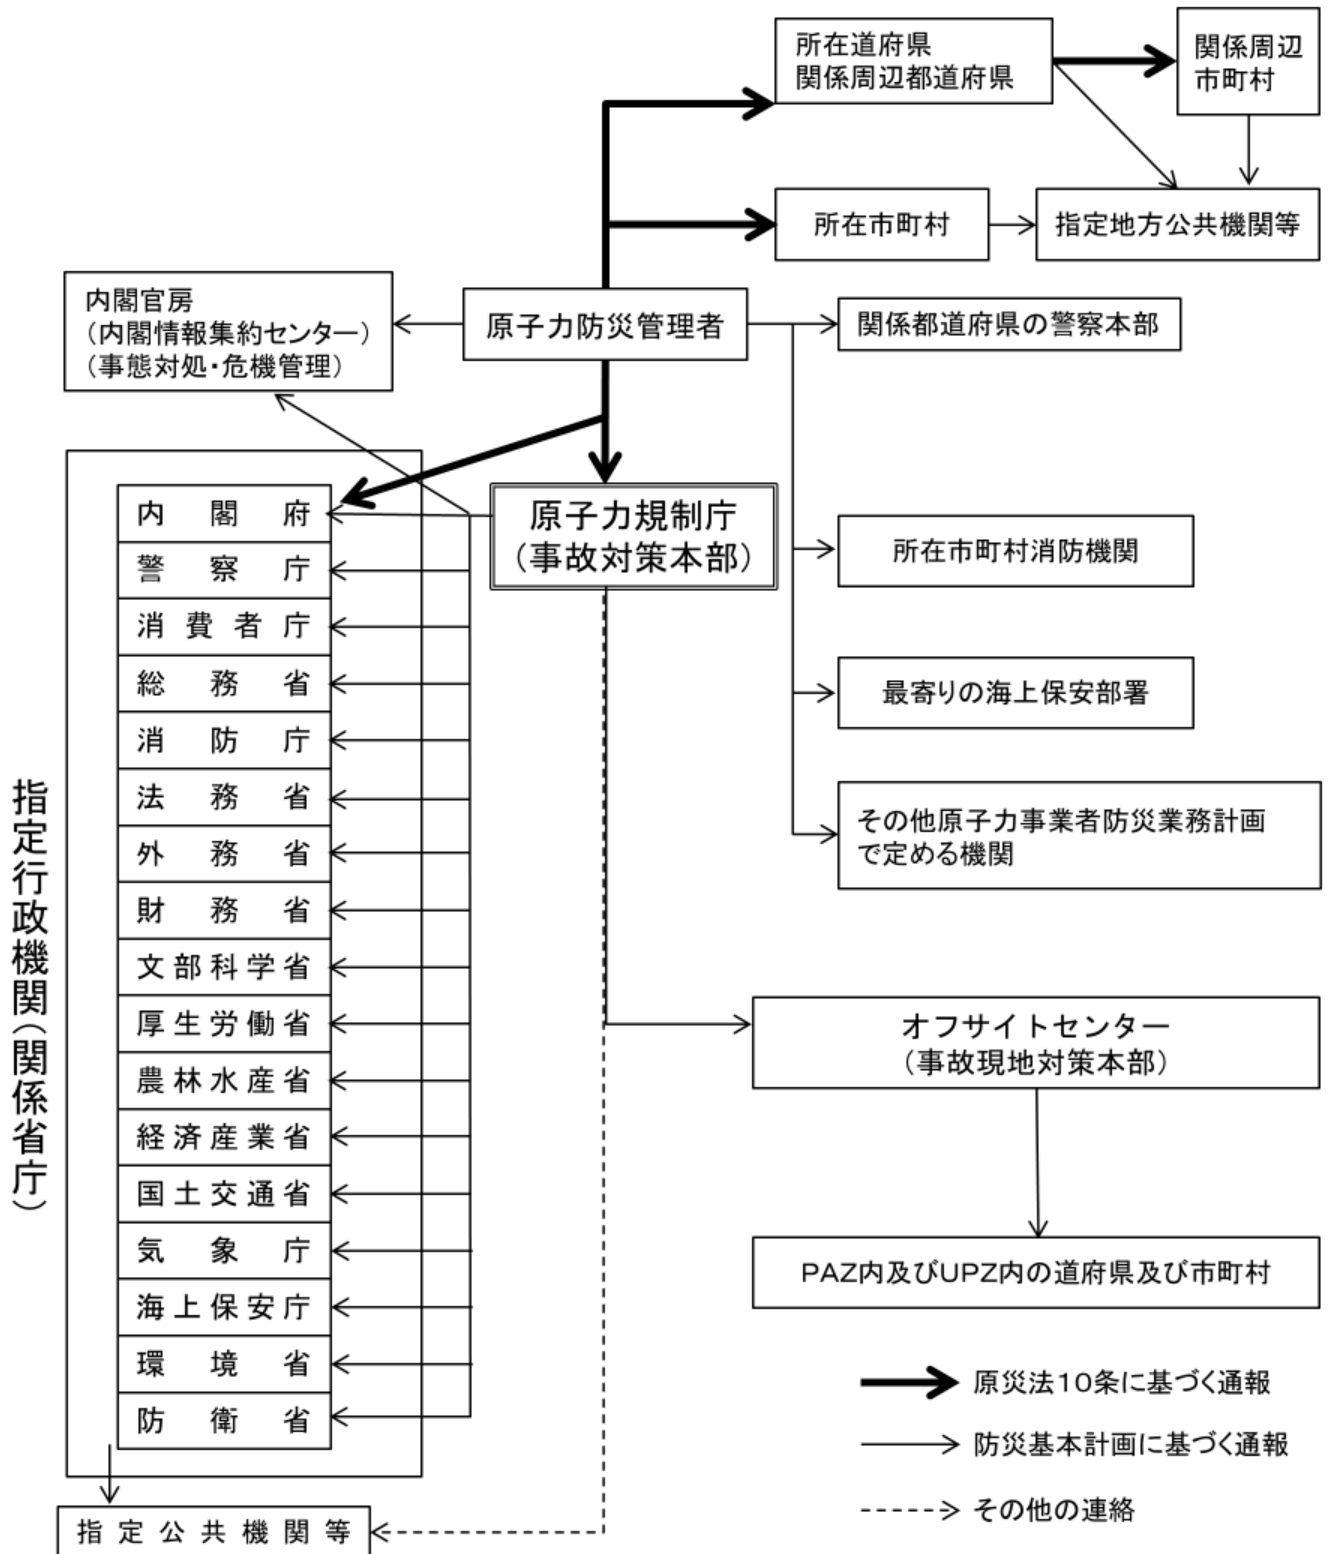 所在道府県
関係周辺都道府県
関係周辺
市町村
所在市町村
指定地方公共機関等
内閣官房
（内閣情報集約センター）
（事態対処・危機管理）
原子力防災管理者
関係都道府県の警察本部
原子力規制庁
（事故対策本部）
所在市町村消防機関
最寄りの海上保安部署
その他原子力事業者防災業務計画
で定める機関
指定行政機関（関係省庁）
内閣府
警察庁
消費者庁
総務省
消防庁
法務省
外務省
財務省
文部科学省
厚生労働省
農林水産省
経済産業省
国土交通省
気象庁
海上保安庁
環境省
防衛省
オフサイトセンター
（事故現地対策本部）
PAZ内及びUPZ内の道府県及び市町村
原災法10条に基づく通報
防災基本計画に基づく通報
その他の連絡
指定公共機関等